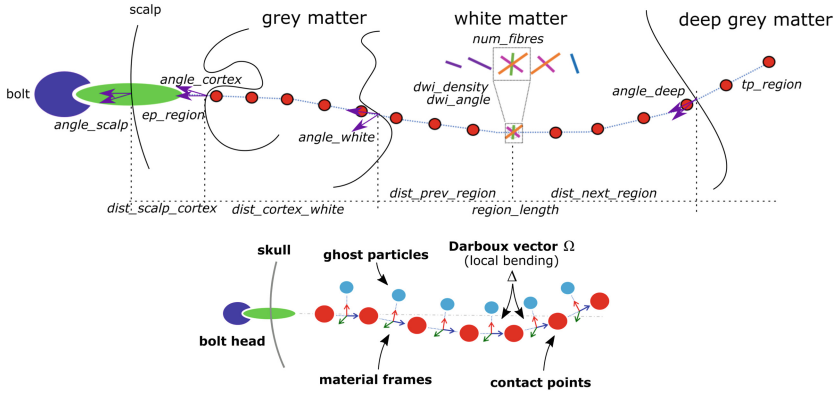 scalp
grey matter
white matter
deep grey matter
num_fibres
angle_cortex
bolt
dwi_density
dwi_angle
angle_deep
tp_region
angle_scalp
ep_region
angle_white
dist_prev_region
dist_next_region
dist_scalp_cortex
dist_cortex_white
region_length
skull
ghost particles
Darboux vector Ω
(local bending)
Δ
bolt head
material frames
contact points